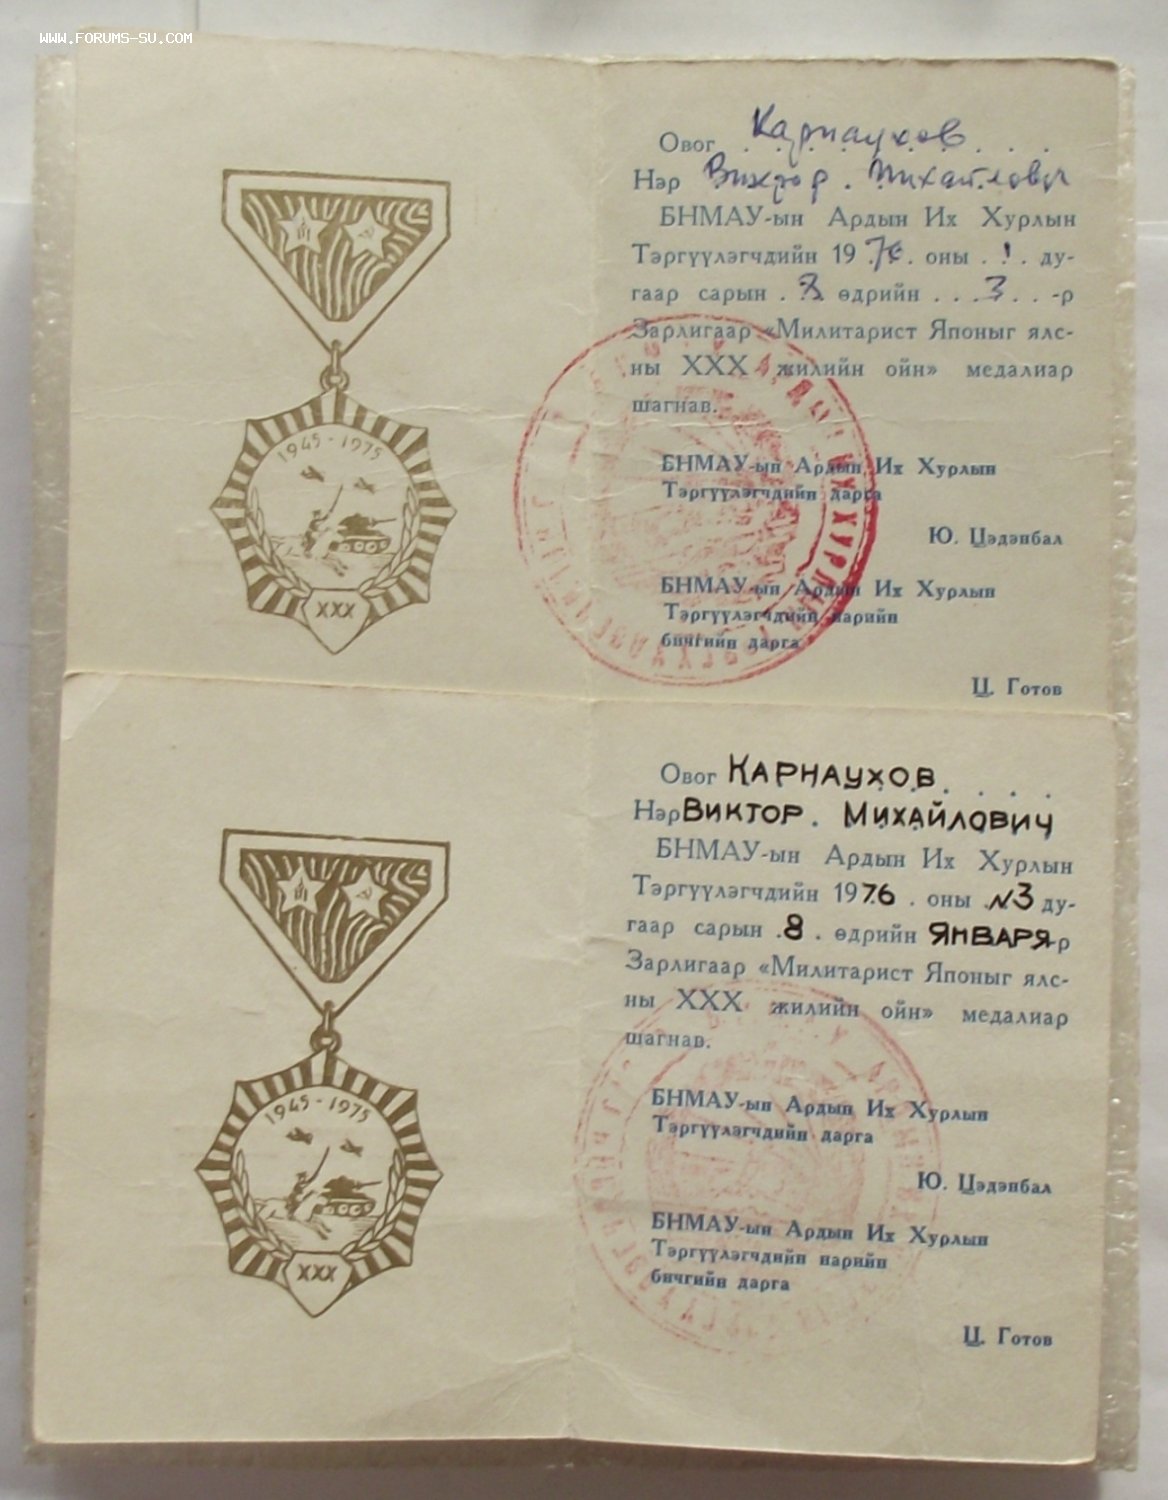 WWW.FORUMS-SU.COM
Овог Карнаухов
Нэр Виктор. Михайлович
БНМАУ-ын Ардын Их Хурлын
Тэргүүлэгчдийн 1976. оны . 1 . ду-
гаар сарын . 8 өдрийн . . . 3 . . -р
Зарлигаар «Милитарист Японыг ялс-
ны XXX жилийн ойн» медалиар
шагнав.
БНМАУ-ын Ардын Их Хурлын
Тэргүүлэгчдийн дарга
Ю. Цэдэнбал
БНМАУ-ын Ардын Их Хурлын
Тэргүүлэгчдийн нарийн
бичгийн дарга
Ц. Готов
1945-1975
XXX
Овог КАРНАУХОВ
Нэр ВИКТОР. МИХАЙЛОВИЧ
БНМАУ-ын Ардын Их Хурлын
Тэргүүлэгчдийн 1976 . оны . N3 ду-
гаар сарын . 8 . өдрийн ЯНВАРЯ-р
Зарлигаар «Милитарист Японыг ялс-
ны XXX жилийн ойн» медалиар
шагнав.
БНМАУ-ын Ардын Их Хурлын
Тэргүүлэгчдийн дарга
Ю. Цэдэнбал
БНМАУ-ын Ардын Их Хурлын
Тэргүүлэгчдийн нарийн
бичгийн дарга
Ц. Готов
1945-1975
XXX